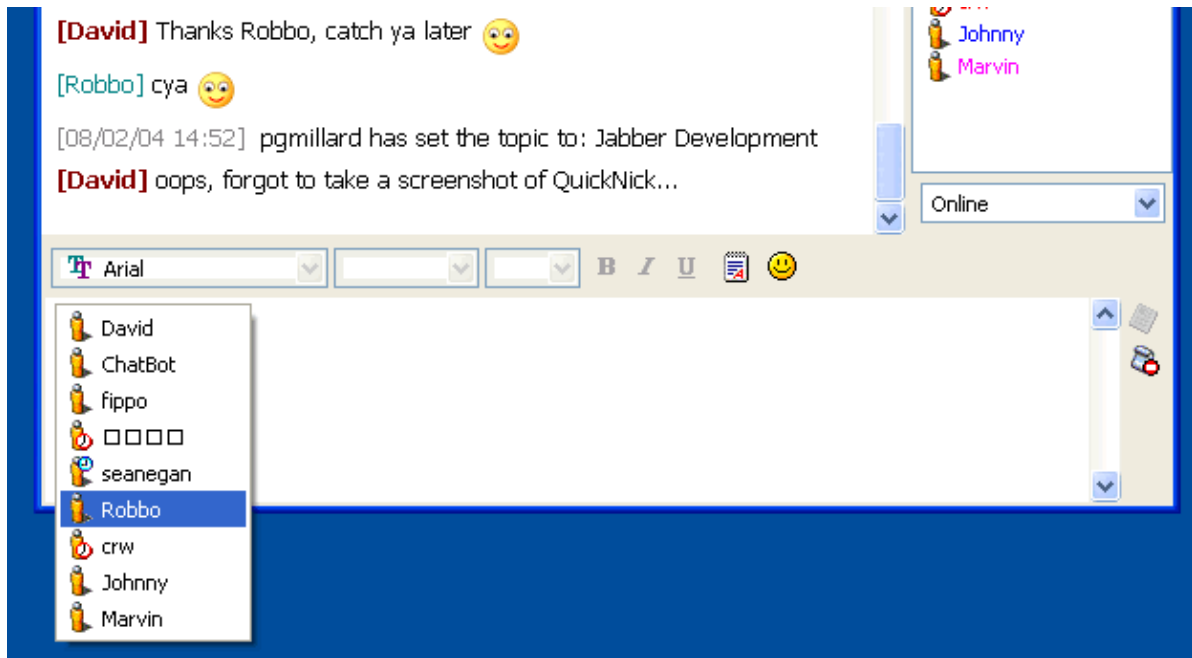 [David] Thanks Robbo, catch ya later
[Robbo] cya
[08/02/04 14:52] pgmillard has set the topic to: Jabber Development
[David] oops, forgot to take a screenshot of QuickNick...
Johnny
Marvin
Online
Arial
B I U
David
ChatBot
fippo
□□□□
seanegan
Robbo
crw
Johnny
Marvin